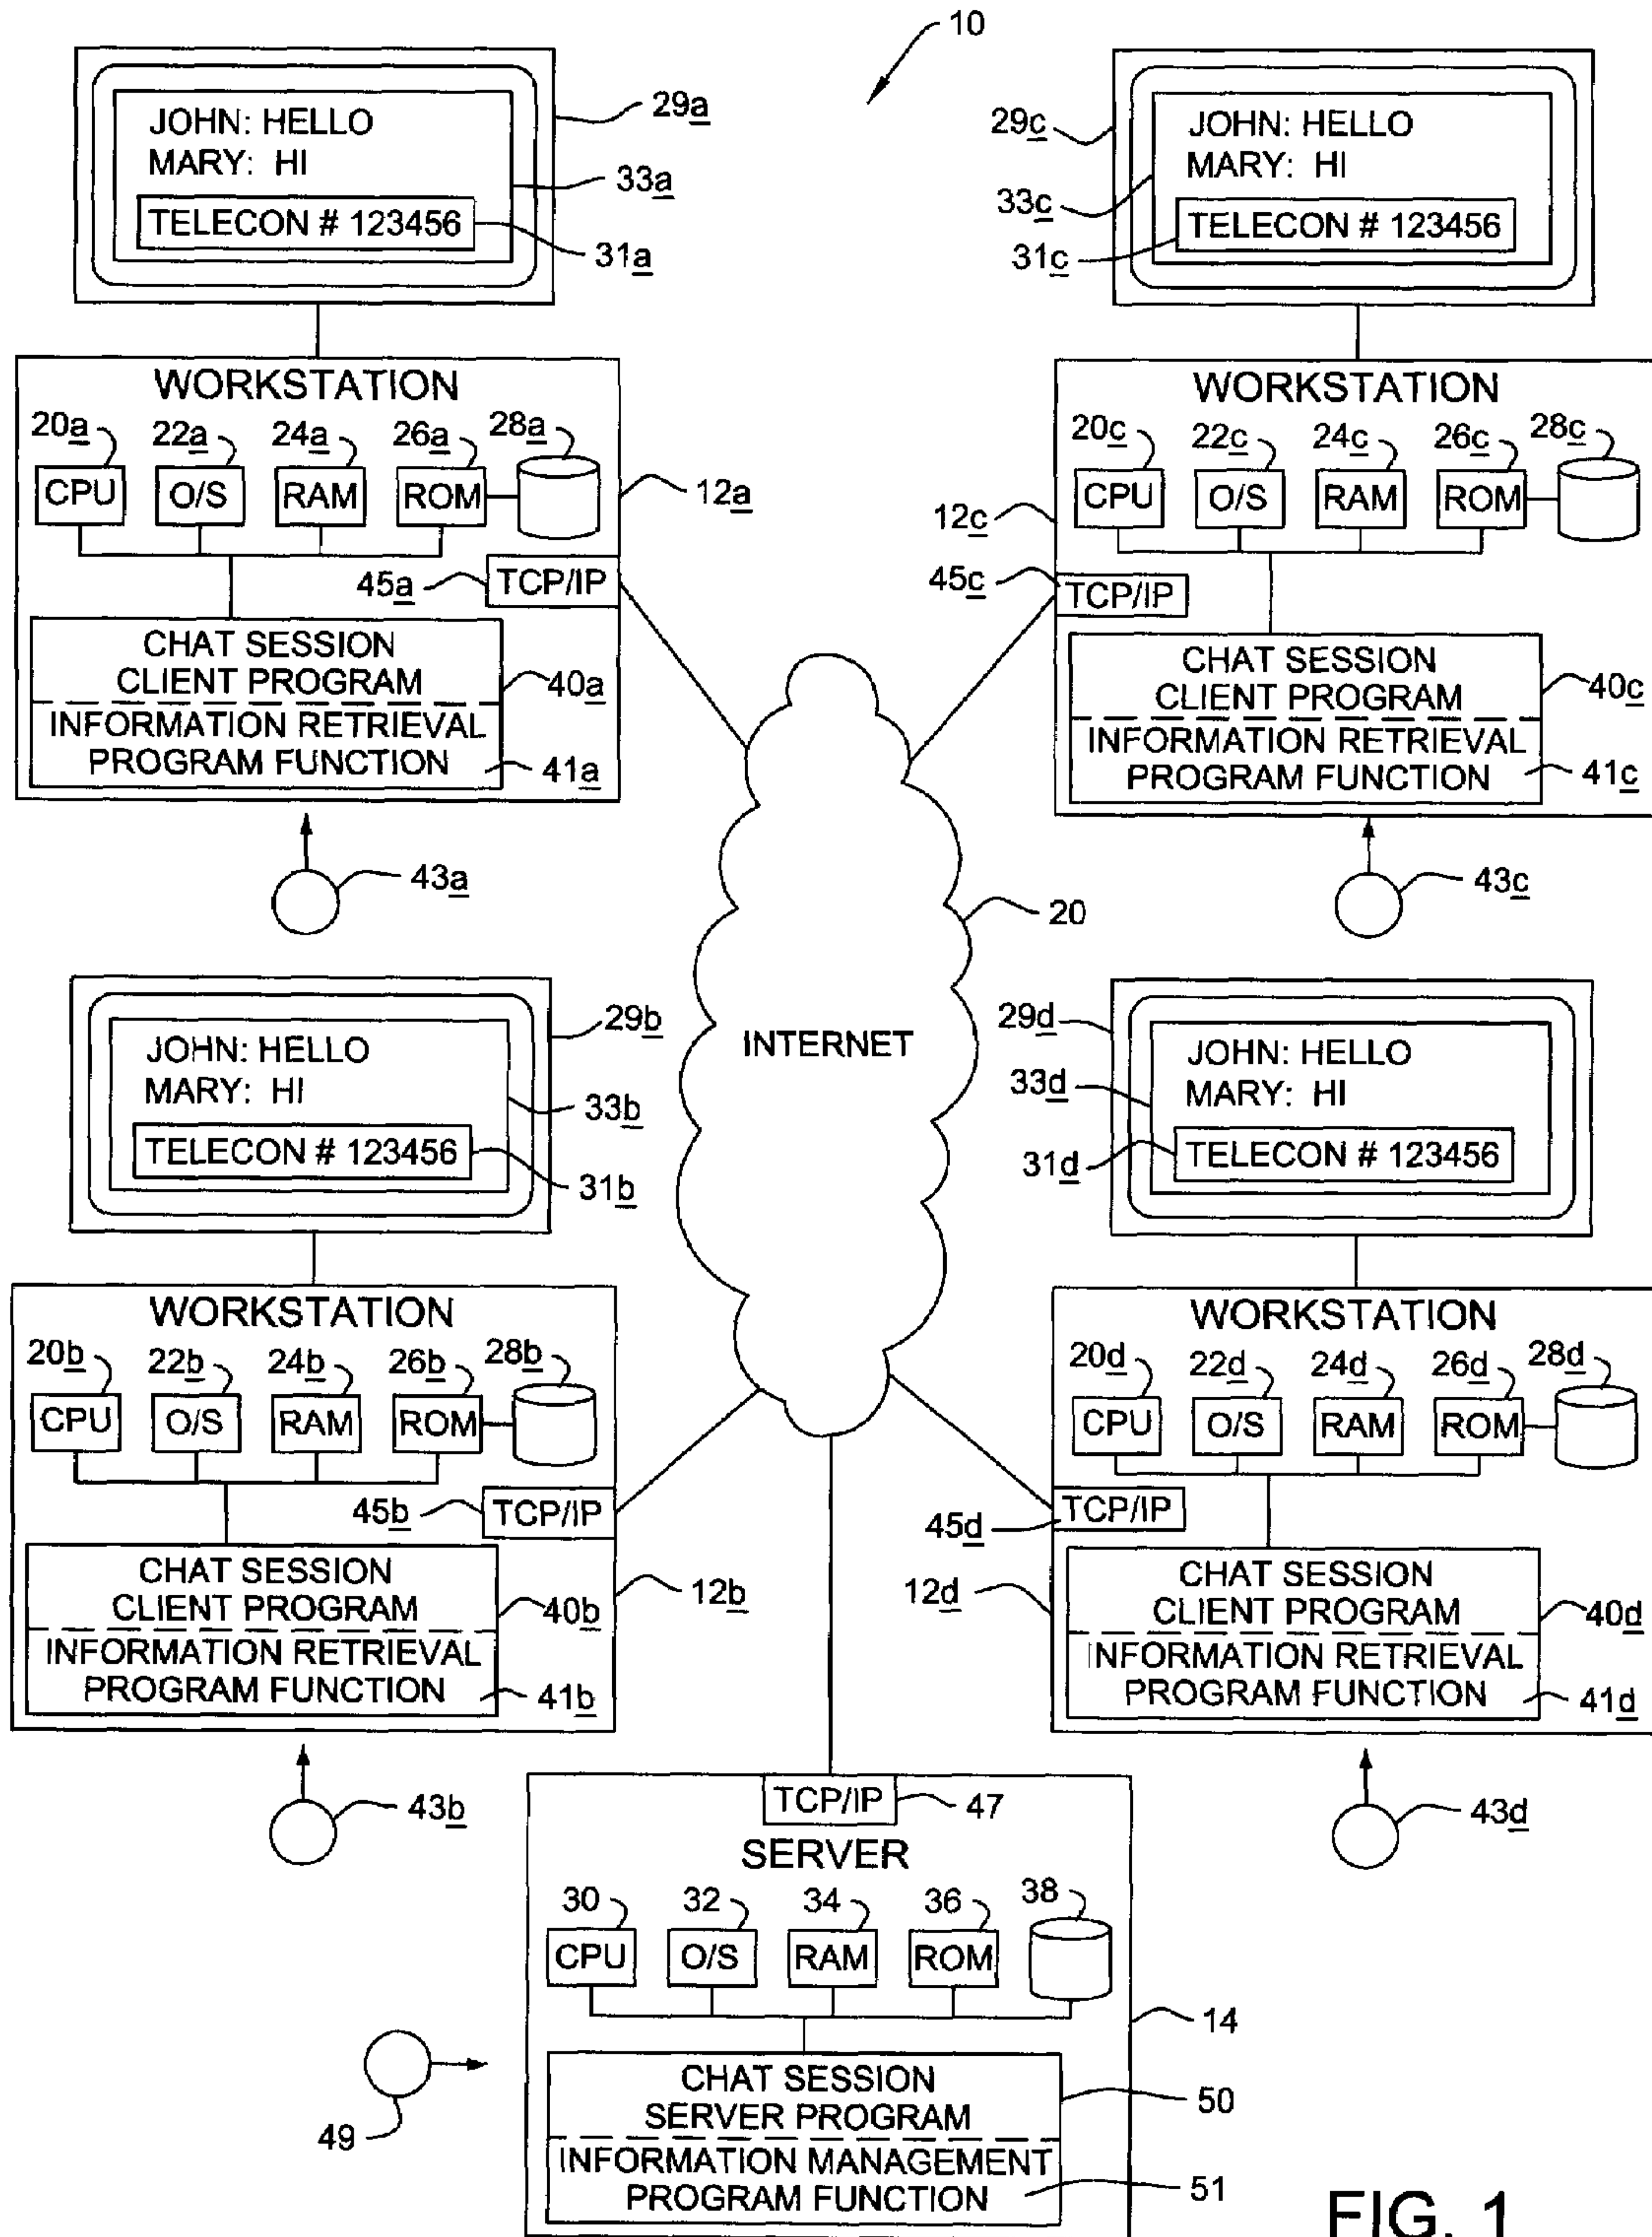 10
JOHN: HELLO
MARY: HI
TELECON # 123456
29a
33a
31a
WORKSTATION
20a 22a 24a 26a 28a
CPU O/S RAM ROM
12a
45a TCP/IP
CHAT SESSION
CLIENT PROGRAM
40a
INFORMATION RETRIEVAL
PROGRAM FUNCTION
41a
43a
JOHN: HELLO
MARY: HI
TELECON # 123456
29c
33c
31c
WORKSTATION
20c 22c 24c 26c 28c
CPU O/S RAM ROM
12c
45c TCP/IP
CHAT SESSION
CLIENT PROGRAM
40c
INFORMATION RETRIEVAL
PROGRAM FUNCTION
41c
43c
20
INTERNET
JOHN: HELLO
MARY: HI
TELECON # 123456
29b
33b
31b
WORKSTATION
20b 22b 24b 26b 28b
CPU O/S RAM ROM
45b TCP/IP
CHAT SESSION
CLIENT PROGRAM
40b
12b
INFORMATION RETRIEVAL
PROGRAM FUNCTION
41b
43b
JOHN: HELLO
MARY: HI
TELECON # 123456
29d
33d
31d
WORKSTATION
20d 22d 24d 26d 28d
CPU O/S RAM ROM
45d TCP/IP
12d
CHAT SESSION
CLIENT PROGRAM
40d
INFORMATION RETRIEVAL
PROGRAM FUNCTION
41d
43d
TCP/IP 47
SERVER
30 32 34 36 38
CPU O/S RAM ROM
14
CHAT SESSION
SERVER PROGRAM
50
49
INFORMATION MANAGEMENT
PROGRAM FUNCTION
51
FIG. 1